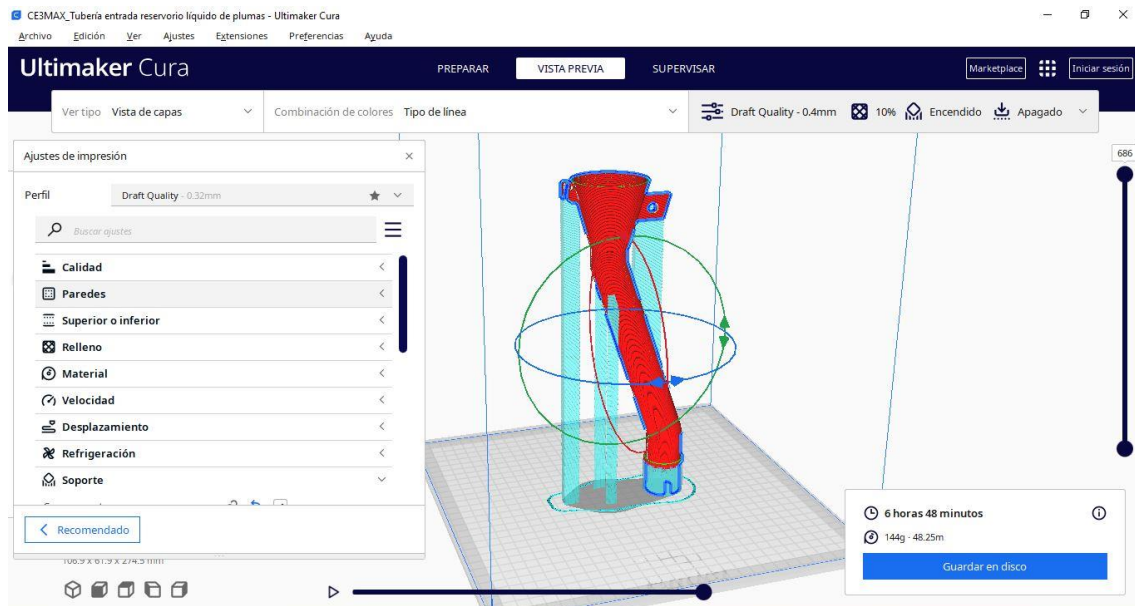 CE3MAX_Tubería entrada reservorio líquido de plumas - Ultimaker Cura
Archivo Edición Ver Ajustes Extensiones Preferencias Ayuda
Ultimaker Cura
PREPARAR VISTA PREVIA SUPERVISAR
Marketplace Iniciar sesión
Ver tipo Vista de capas Combinación de colores Tipo de línea Draft Quality - 0.4mm 10% Encendido Apagado
Ajustes de impresión
686
Perfil Draft Quality - 0.32mm
Buscar ajustes
Calidad
Paredes
Superior o inferior
Relleno
Material
Velocidad
Desplazamiento
Refrigeración
Soporte
Recomendado
6 horas 48 minutos
144g · 48.25m
Guardar en disco